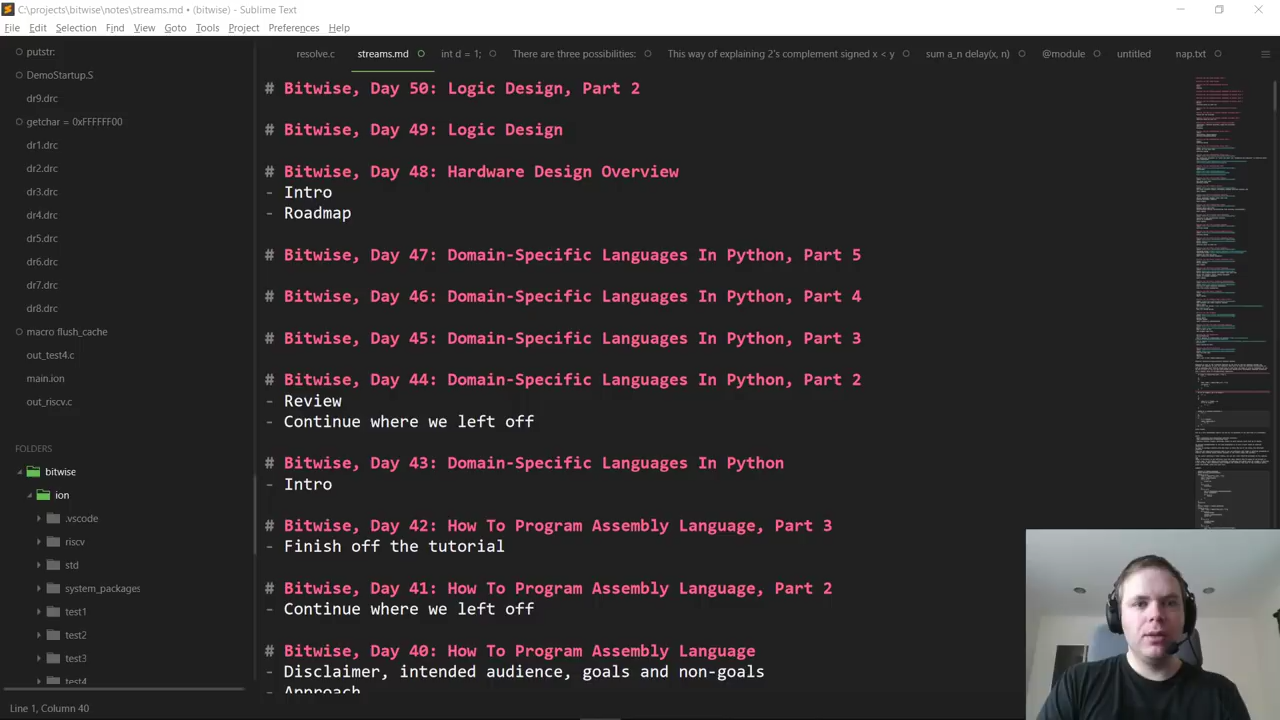 C:\projects\bitwise\notes\streams.md • (bitwise) - Sublime Text
File Edit Selection Find View Goto Tools Project Preferences Help
putstr:
DemoStartup.S
dr9.drc
getchar = 0xFFFFFF00
dr1.drc
dr2.drc
dr3.drc
dr4.drc
dr5.drc
dr6.drc
dr7.drc
dr8.drc
macro flush_cache
out_test4.c
main.ion
out_riscv.c
FOLDERS
bitwise
ion
.vscode
riscv
std
system_packages
test1
test2
test3
test4
resolve.c streams.md int d = 1; There are three possibilities: This way of explaining 2's complement signed x < y sum a_n delay(x, n) @module untitled nap.txt
# Bitwise, Day 50: Logic Design, Part 2
# Bitwise, Day 49: Logic Design
# Bitwise, Day 48: Hardware Design Overview
- Intro
- Roadmap
# Bitwise, Day 47: Domain-Specific Languages In Python, Part 5
# Bitwise, Day 46: Domain-Specific Languages In Python, Part 4
# Bitwise, Day 45: Domain-Specific Languages In Python, Part 3
# Bitwise, Day 44: Domain-Specific Languages In Python, Part 2
- Review
- Continue where we left off
# Bitwise, Day 43: Domain-Specific Languages In Python
- Intro
# Bitwise, Day 42: How To Program Assembly Language, Part 3
- Finish off the tutorial
# Bitwise, Day 41: How To Program Assembly Language, Part 2
- Continue where we left off
# Bitwise, Day 40: How To Program Assembly Language
- Disclaimer, intended audience, goals and non-goals
- Approach
Line 1, Column 40